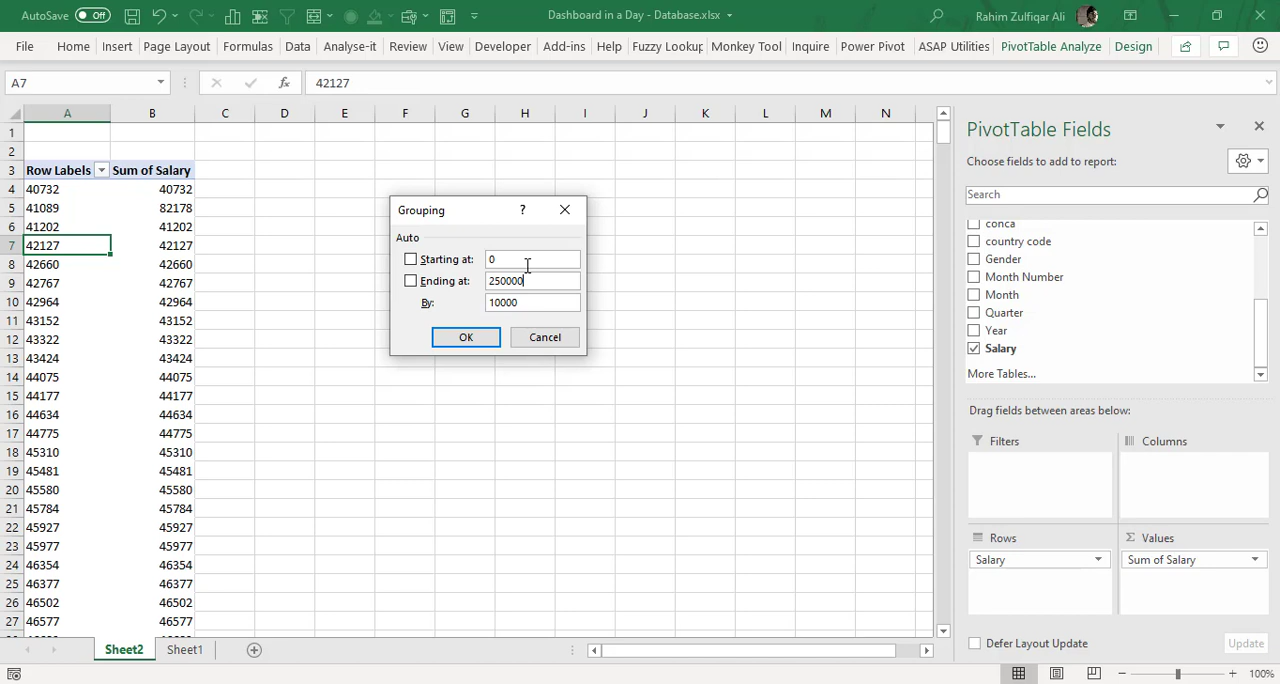 AutoSave Off Dashboard in a Day - Database.xlsx Rahim Zulfiqar Ali
File Home Insert Page Layout Formulas Data Analyse-it Review View Developer Add-ins Help Fuzzy Lookup Monkey Tool Inquire Power Pivot ASAP Utilities PivotTable Analyze Design
A7 fx 42127
A B C D E F G H I J K L M N
1
2
3 Row Labels Sum of Salary
4 40732 40732
5 41089 82178
6 41202 41202
7 42127 42127
8 42660 42660
9 42767 42767
10 42964 42964
11 43152 43152
12 43322 43322
13 43424 43424
14 44075 44075
15 44177 44177
16 44634 44634
17 44775 44775
18 45310 45310
19 45481 45481
20 45580 45580
21 45784 45784
22 45927 45927
23 45977 45977
24 46354 46354
25 46377 46377
26 46502 46502
27 46577 46577
Grouping ?
Auto
Starting at: 0
Ending at: 250000
By: 10000
OK Cancel
PivotTable Fields
Choose fields to add to report:
Search
conca
country code
Gender
Month Number
Month
Quarter
Year
Salary
More Tables...
Drag fields between areas below:
Filters Columns
Rows Σ Values
Salary Sum of Salary
Defer Layout Update Update
Sheet2 Sheet1
100%